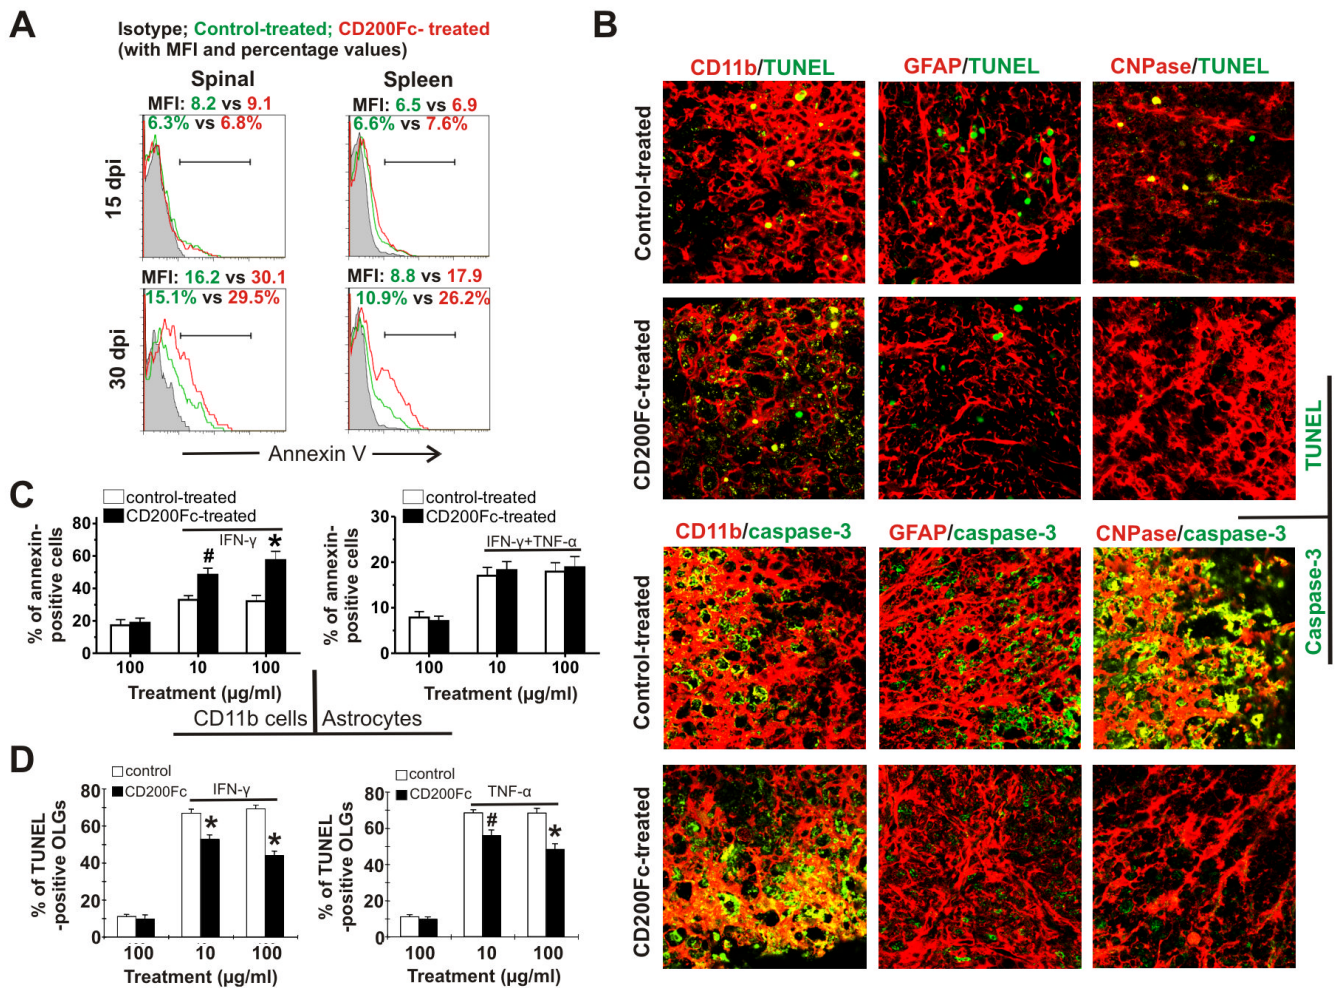 A
Isotype; Control-treated; CD200Fc- treated
(with MFI and percentage values)
Spinal
Spleen
15 dpi
MFI: 8.2 vs 9.1
6.3% vs 6.8%
MFI: 6.5 vs 6.9
6.6% vs 7.6%
30 dpi
MFI: 16.2 vs 30.1
15.1% vs 29.5%
MFI: 8.8 vs 17.9
10.9% vs 26.2%
Annexin V
B
CD11b/TUNEL
GFAP/TUNEL
CNPase/TUNEL
Control-treated
CD200Fc-treated
TUNEL
CD11b/caspase-3
GFAP/caspase-3
CNPase/caspase-3
Control-treated
CD200Fc-treated
Caspase-3
C
control-treated
CD200Fc-treated
IFN-γ
# *
% of annexin-
positive cells
80
60
40
20
0
100 10 100
Treatment (µg/ml)
CD11b cells
control-treated
CD200Fc-treated
IFN-γ+TNF-α
% of annexin-
positive cells
30
20
10
0
100 10 100
Treatment (µg/ml)
Astrocytes
D
control
CD200Fc
IFN-γ
* *
% of TUNEL
-positive OLGs
80
60
40
20
0
100 10 100
Treatment (µg/ml)
control
CD200Fc
TNF-α
# *
% of TUNEL
-positive OLGs
80
60
40
20
0
100 10 100
Treatment (µg/ml)